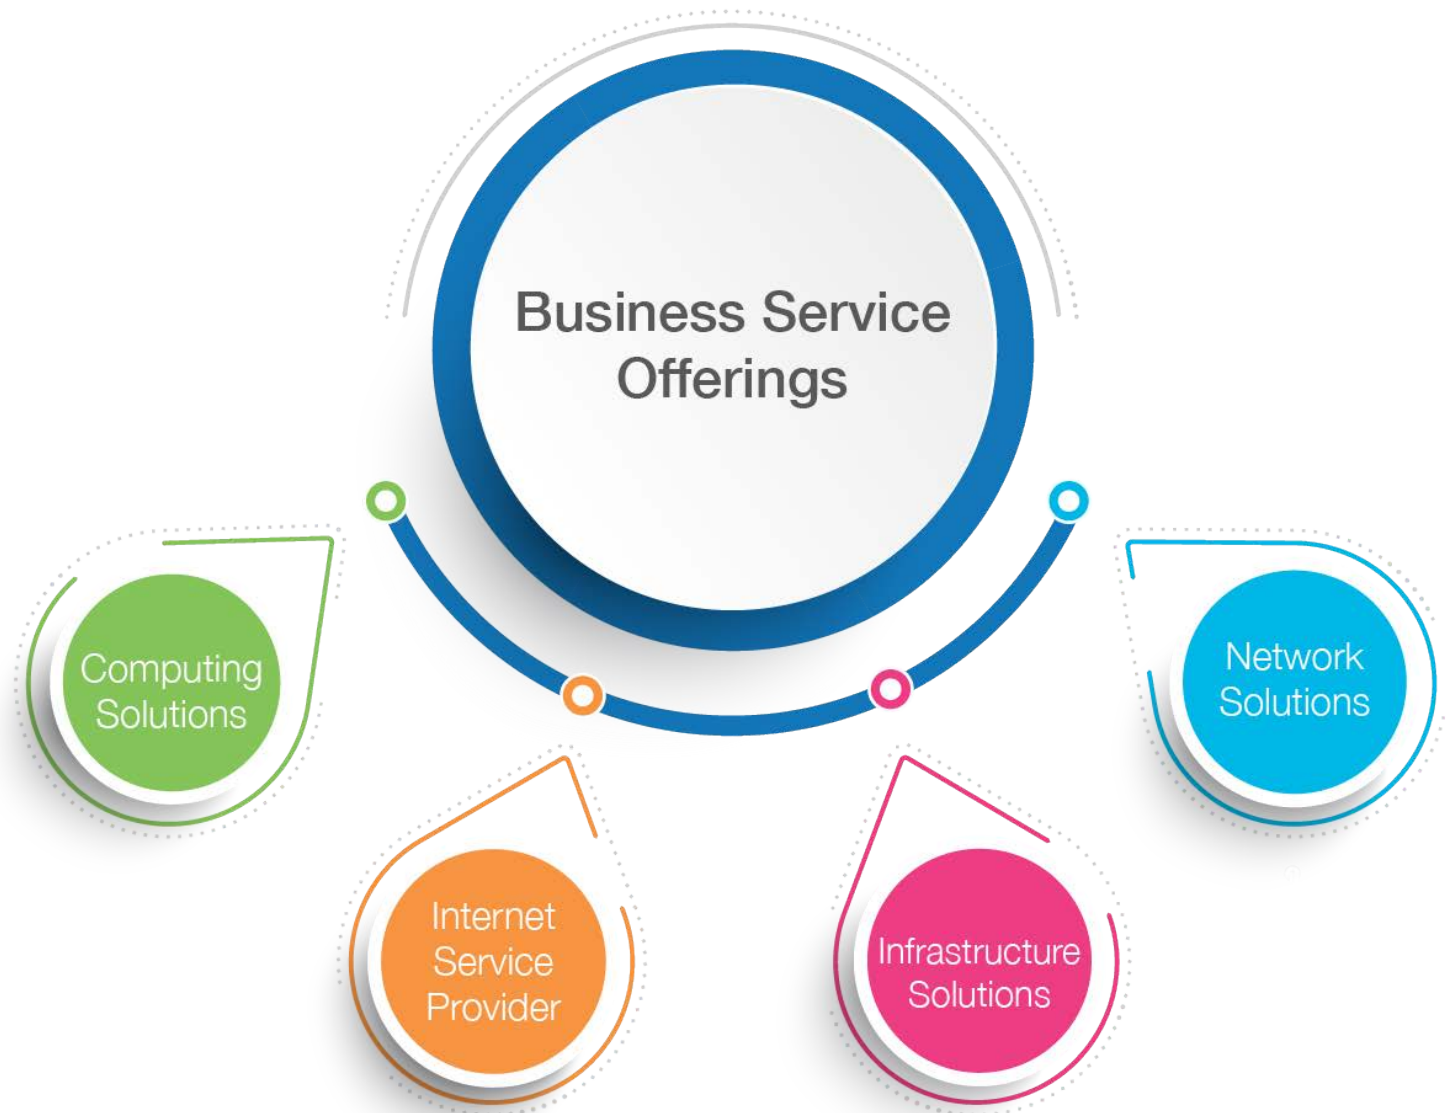 Business Service
Offerings
Computing
Solutions
Internet
Service
Provider
Infrastructure
Solutions
Network
Solutions